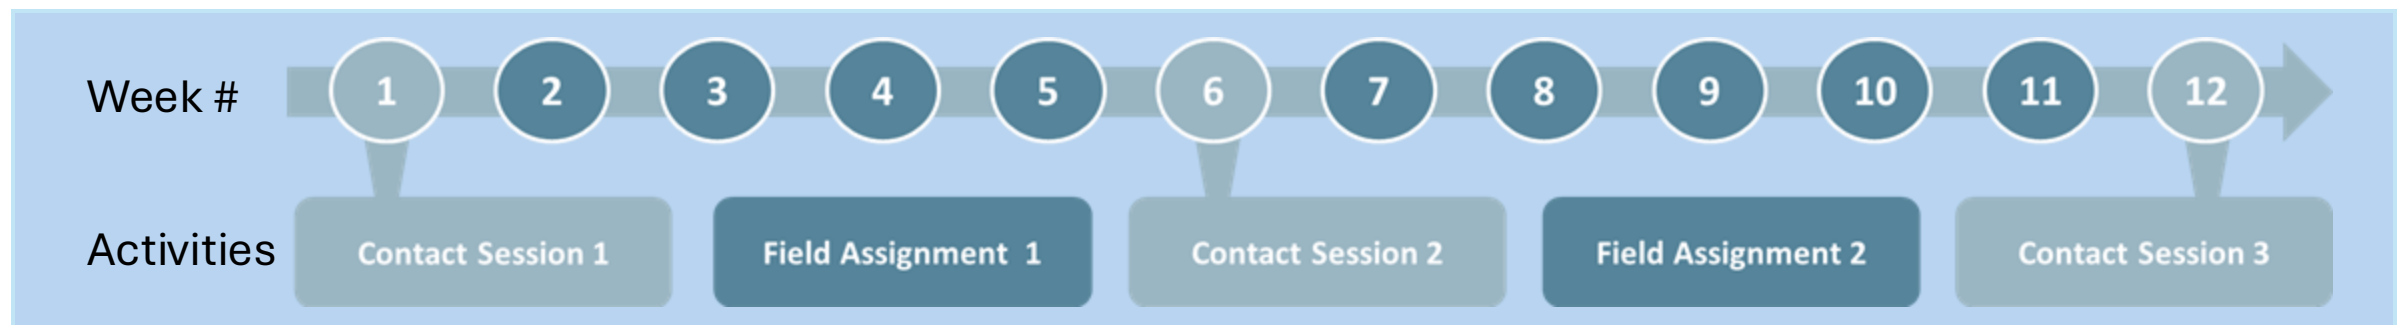 Week # 1 2 3 4 5 6 7 8 9 10 11 12
Activities Contact Session 1 Field Assignment 1 Contact Session 2 Field Assignment 2 Contact Session 3